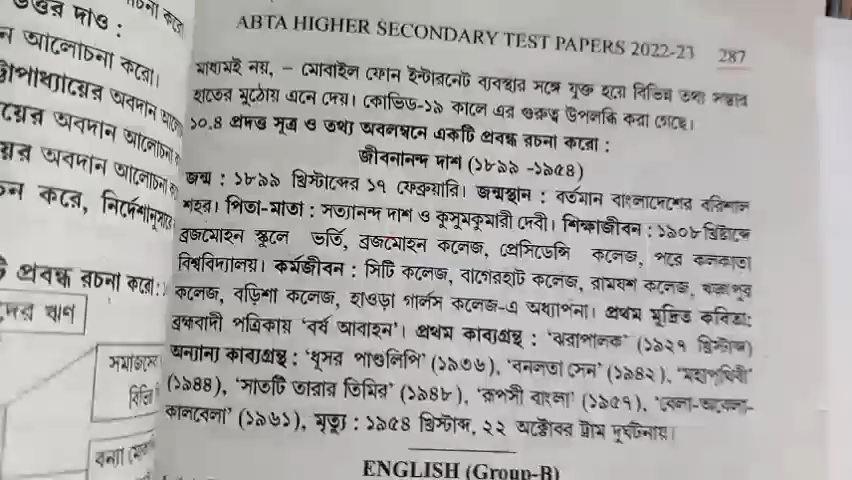 ত্তর দাও :
ন আলোচনা করো।
পাধ্যায়ের অবদান
য়ের অবদান আলোচনা
য়র অবদান আলোচনা
ন করে, নির্দেশানুসারে
প্রবন্ধ রচনা করো :
দের ঋণ
সমাজসে
বিভি
বন্যা
ABTA HIGHER SECONDARY TEST PAPERS 2022-23 287
মাধ্যমই নয়, – মোবাইল ফোন ইন্টারনেট ব্যবস্থার সঙ্গে যুক্ত হয়ে বিভিন্ন তথ্য সম্ভার
হাতের মুঠোয় এনে দেয়। কোভিড-১৯ কালে এর গুরুত্ব উপলব্ধি করা গেছে।
১০.৪ প্রদত্ত সূত্র ও তথ্য অবলম্বনে একটি প্রবন্ধ রচনা করো :
জীবনানন্দ দাশ (১৮৯৯ -১৯৫৪)
জন্ম : ১৮৯৯ খ্রিস্টাব্দের ১৭ ফেব্রুয়ারি। জন্মস্থান : বর্তমান বাংলাদেশের বরিশাল
শহর। পিতা-মাতা : সত্যানন্দ দাশ ও কুসুমকুমারী দেবী। শিক্ষাজীবন : ১৯০৮ খ্রিস্টাব্দে
ব্রজমোহন স্কুলে ভর্তি, ব্রজমোহন কলেজ, প্রেসিডেন্সি কলেজ, পরে কলকাতা
বিশ্ববিদ্যালয়। কর্মজীবন : সিটি কলেজ, বাগেরহাট কলেজ, রামযশ কলেজ, খড়্গপুর
কলেজ, বড়িশা কলেজ, হাওড়া গার্লস কলেজ-এ অধ্যাপনা। প্রথম মুদ্রিত কবিতা:
ব্রহ্মবাদী পত্রিকায় ‘বর্ষ আবাহন’। প্রথম কাব্যগ্রন্থ : ‘ঝরাপালক’ (১৯২৭ খ্রিস্টাব্দ)
অন্যান্য কাব্যগ্রন্থ : ‘ধূসর পাণ্ডুলিপি’ (১৯৩৬), ‘বনলতা সেন’ (১৯৪২), ‘মহাপৃথিবী’
(১৯৪৪), ‘সাতটি তারার তিমির’ (১৯৪৮), ‘রূপসী বাংলা’ (১৯৫৭), ‘বেলা-অবেলা-
কালবেলা’ (১৯৬১), মৃত্যু : ১৯৫৪ খ্রিস্টাব্দ, ২২ অক্টোবর ট্রাম দুর্ঘটনায়।
ENGLISH (Group-B)